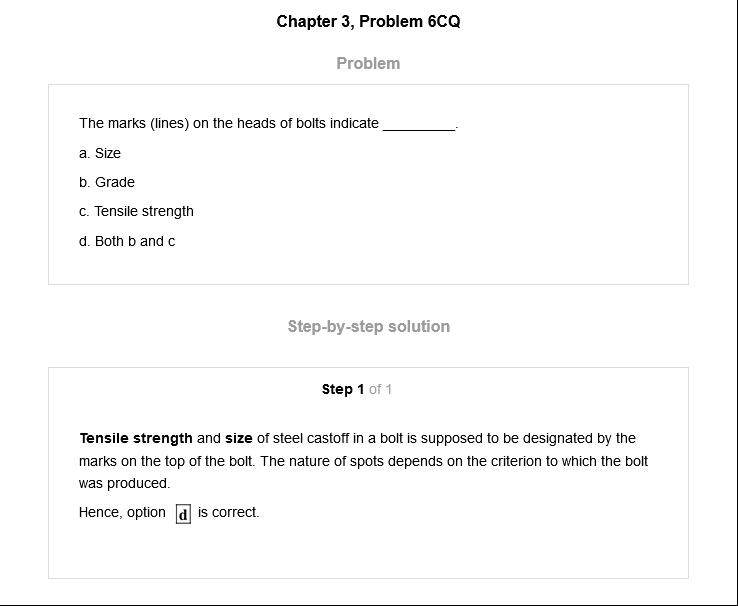 Chapter 3, Problem 6CQ
Problem
The marks (lines) on the heads of bolts indicate __________.
a. Size
b. Grade
c. Tensile strength
d. Both b and c
Step-by-step solution
Step 1 of 1
Tensile strength and size of steel castoff in a bolt is supposed to be designated by the
marks on the top of the bolt. The nature of spots depends on the criterion to which the bolt
was produced.
Hence, option d is correct.